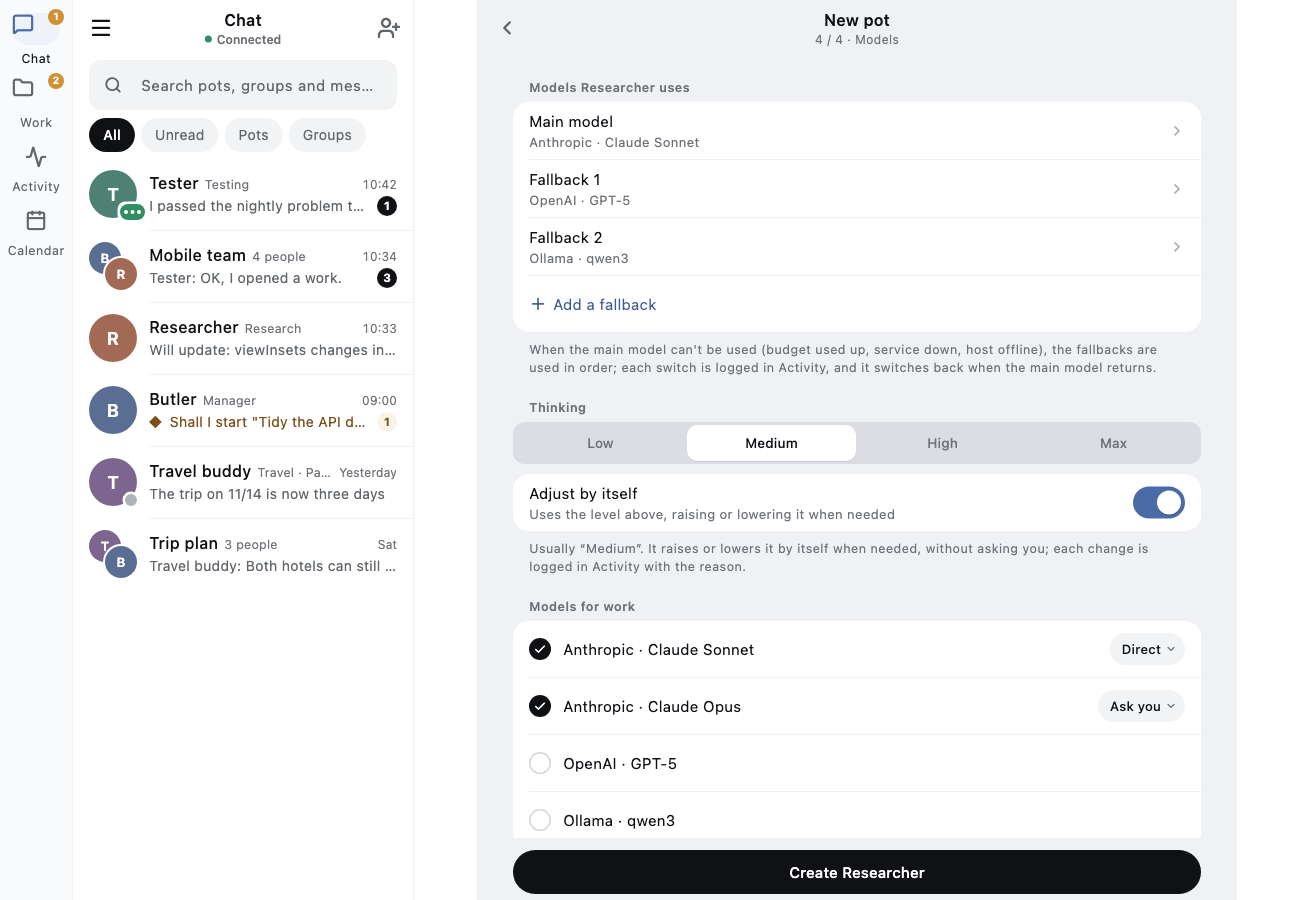 1
Chat
2
Work
Activity
Calendar
Chat
Connected
Search pots, groups and mes...
All
Unread
Pots
Groups
T
Tester Testing 10:42
I passed the nightly problem t... 1
B
R
Mobile team 4 people 10:34
Tester: OK, I opened a work. 3
R
Researcher Research 10:33
Will update: viewInsets changes in...
B
Butler Manager 09:00
Shall I start "Tidy the API d... 1
T
Travel buddy Travel · Pa... Yesterday
The trip on 11/14 is now three days
T
B
Trip plan 3 people Sat
Travel buddy: Both hotels can still ...
New pot
4 / 4 · Models
Models Researcher uses
Main model
Anthropic · Claude Sonnet
Fallback 1
OpenAI · GPT-5
Fallback 2
Ollama · qwen3
+ Add a fallback
When the main model can't be used (budget used up, service down, host offline), the fallbacks are
used in order; each switch is logged in Activity, and it switches back when the main model returns.
Thinking
Low
Medium
High
Max
Adjust by itself
Uses the level above, raising or lowering it when needed
Usually “Medium”. It raises or lowers it by itself when needed, without asking you; each change is
logged in Activity with the reason.
Models for work
Anthropic · Claude Sonnet Direct
Anthropic · Claude Opus Ask you
OpenAI · GPT-5
Ollama · qwen3
Create Researcher